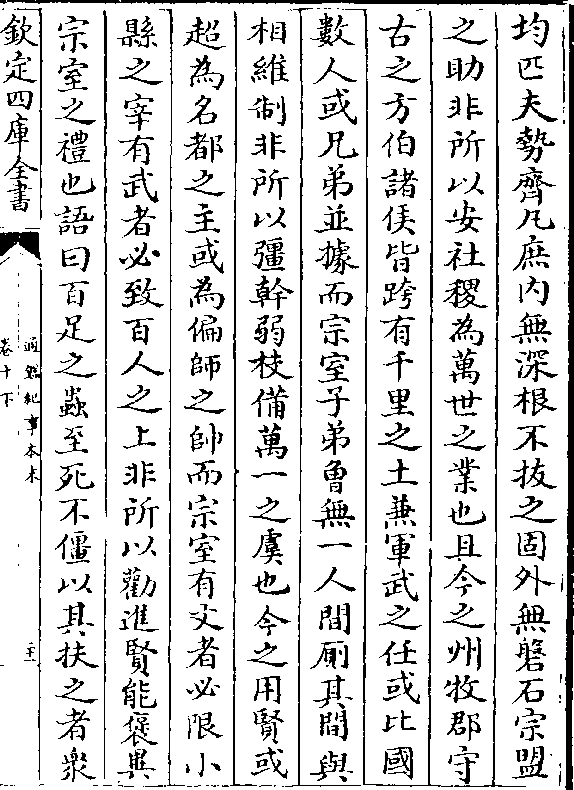 均匹夫勢齊凡庶内無深根不拔之固外無磐石宗盟
之助非所以安社稷為萬世之業也且今之州牧郡守
古之方伯諸侯皆跨有千里之土兼軍武之任或比國
數人或兄弟並據而宗室子弟曾無一人間廁其間與
相維制非所以彊幹弱枝備萬一之虞也今之用賢或
超為名都之主或為偏師之帥而宗室有文者必限小
縣之宰有武者必致百人之上非所以勸進賢能褒異
宗室之禮也語曰百足之蟲至死不僵以其扶之者衆
欽定四庫全書
通鑑紀事本末
卷十下